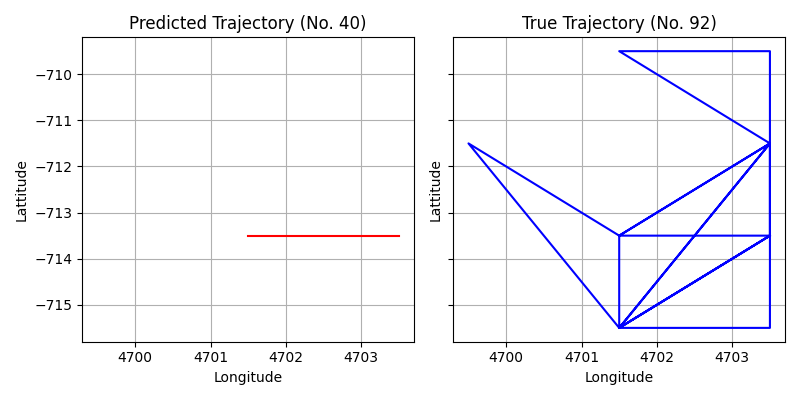 Predicted Trajectory (No. 40)
True Trajectory (No. 92)
−710
−711
−712
−713
−714
−715
Lattitude
Lattitude
4700
4701
4702
4703
4700
4701
4702
4703
Longitude
Longitude